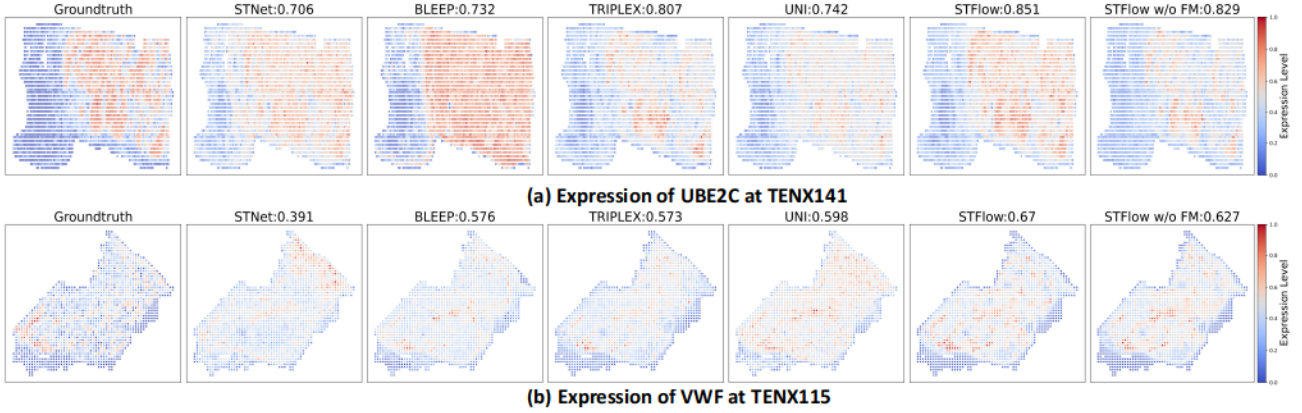 Groundtruth STNet:0.706 BLEEP:0.732 TRIPLEX:0.807 UNI:0.742 STFlow:0.851 STFlow w/o FM:0.829
1.0
0.8
0.6
0.4
0.2
0.0
Expression Level
(a) Expression of UBE2C at TENX141
Groundtruth STNet:0.391 BLEEP:0.576 TRIPLEX:0.573 UNI:0.598 STFlow:0.67 STFlow w/o FM:0.627
1.0
0.8
0.6
0.4
0.2
0.0
Expression Level
(b) Expression of VWF at TENX115